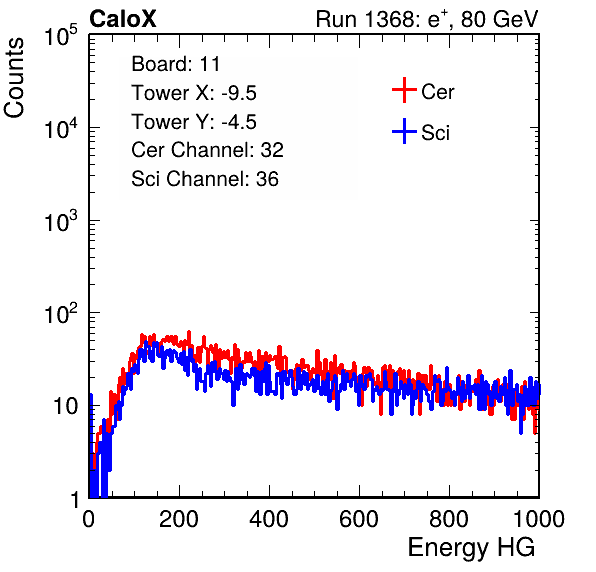 CaloX Run 1368: e⁺, 80 GeV
Counts
10⁵
10⁴
10³
10²
10
1
Board: 11
Tower X: -9.5
Tower Y: -4.5
Cer Channel: 32
Sci Channel: 36
Cer
Sci
0 200 400 600 800 1000
Energy HG